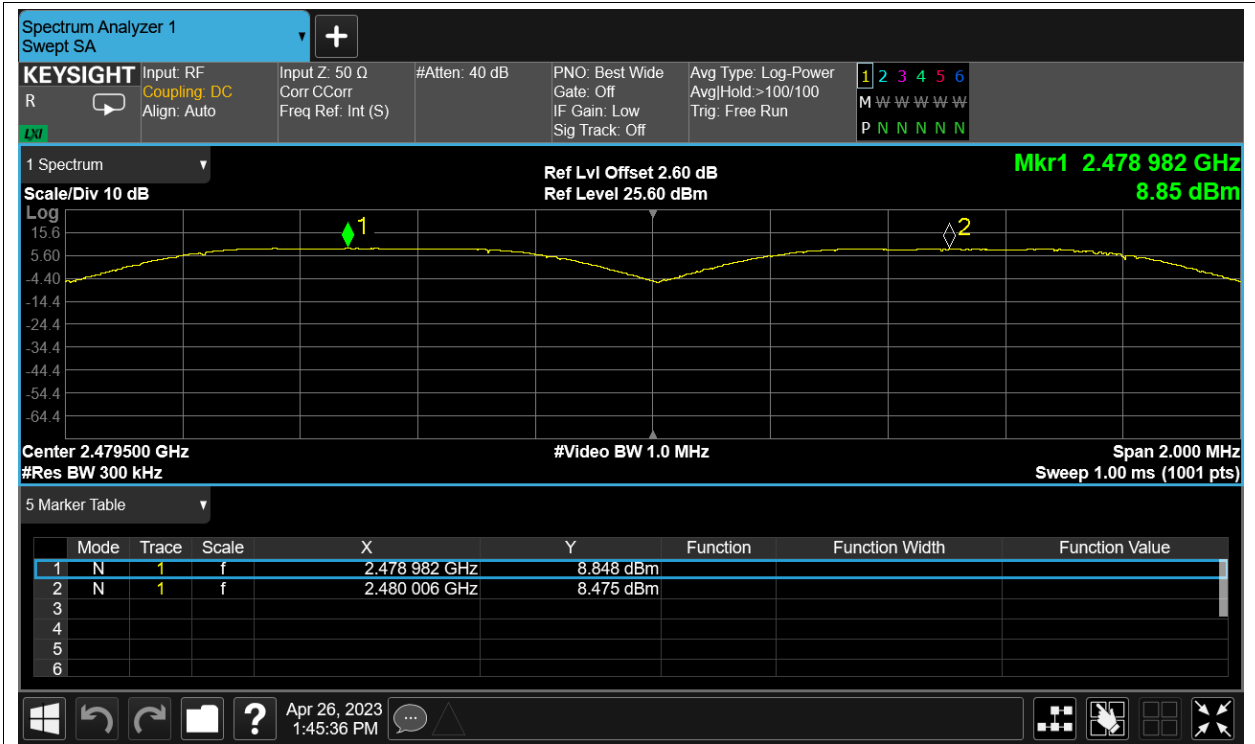 Spectrum Analyzer 1
Swept SA
KEYSIGHT Input: RF Input Z: 50 Ω #Atten: 40 dB PNO: Best Wide Avg Type: Log-Power 1 2 3 4 5 6
R Coupling: DC Corr CCorr Gate: Off Avg|Hold:>100/100 M W W W W W
Align: Auto Freq Ref: Int (S) IF Gain: Low Trig: Free Run
LXI Sig Track: Off P N N N N N
1 Spectrum Ref Lvl Offset 2.60 dB Mkr1 2.478 982 GHz
Scale/Div 10 dB Ref Level 25.60 dBm 8.85 dBm
Log
15.6
1
2
5.60
-4.40
-14.4
-24.4
-34.4
-44.4
-54.4
-64.4
Center 2.479500 GHz #Video BW 1.0 MHz Span 2.000 MHz
#Res BW 300 kHz Sweep 1.00 ms (1001 pts)
5 Marker Table
Mode Trace Scale X Y Function Function Width Function Value
1 N 1 f 2.478 982 GHz 8.848 dBm
2 N 1 f 2.480 006 GHz 8.475 dBm
3
4
5
6
? Apr 26, 2023
1:45:36 PM